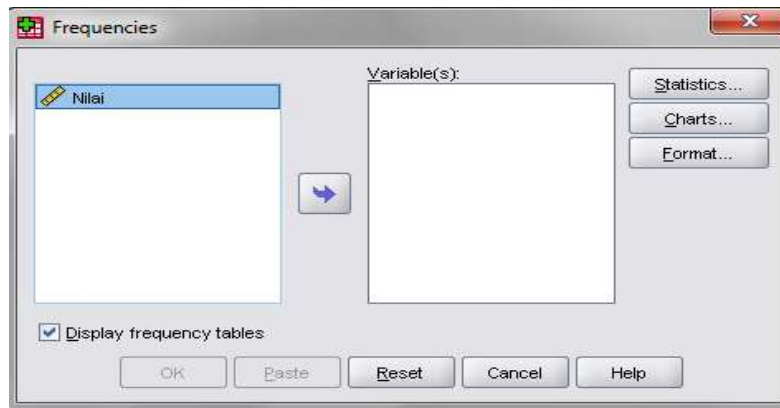 Frequencies
Variable(s):
Nilai
Statistics...
Charts...
Format...
Display frequency tables
OK
Paste
Reset
Cancel
Help